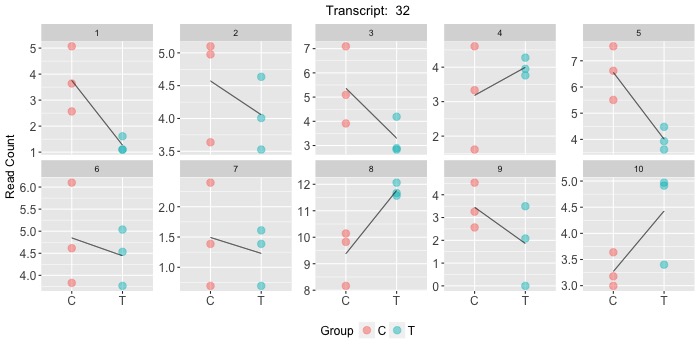 Transcript: 32
1 2 3 4 5
5 5.0 7 4 7
4 4.5 6 3 6
3 4.0 5 2 5
2 3.5 4 4
1 3
Read Count
6 7 8 9 10
6.0 2.0 12 4 5.0
5.5 1.5 11 3 4.5
5.0 1.0 10 2 4.0
4.5 9 1 3.5
4.0 8 0 3.0
C T C T C T C T C T
Group C T